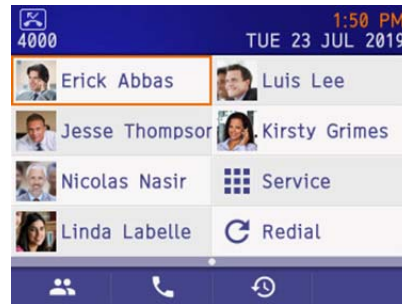 1:50 PM
4000 TUE 23 JUL 2019
Erick Abbas
Luis Lee
Jesse Thompson
Kirsty Grimes
Nicolas Nasir
Service
Linda Labelle
Redial